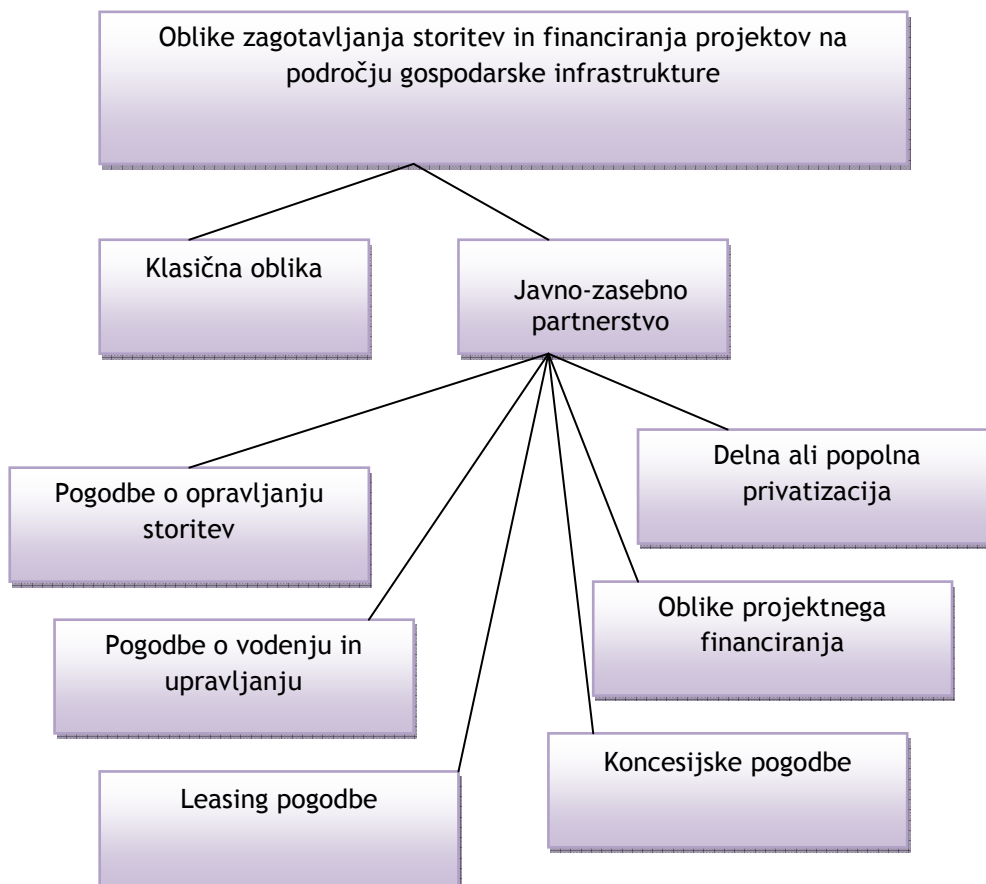 Oblike zagotavljanja storitev in financiranja projektov na
področju gospodarske infrastrukture
Klasična oblika
Javno-zasebno
partnerstvo
Delna ali popolna
privatizacija
Pogodbe o opravljanju
storitev
Oblike projektnega
financiranja
Pogodbe o vodenju in
upravljanju
Koncesijske pogodbe
Leasing pogodbe